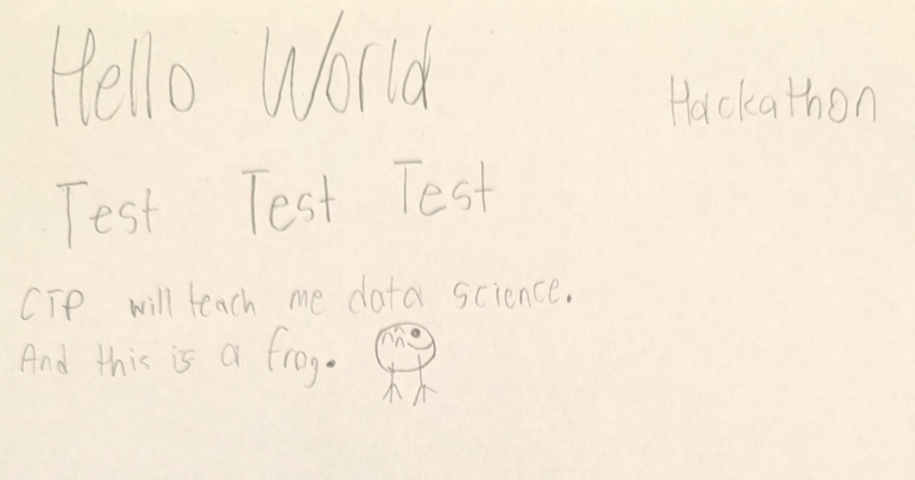 Hello World
Hackathon
Test Test Test
CTP will teach me data science.
And this is a frog.